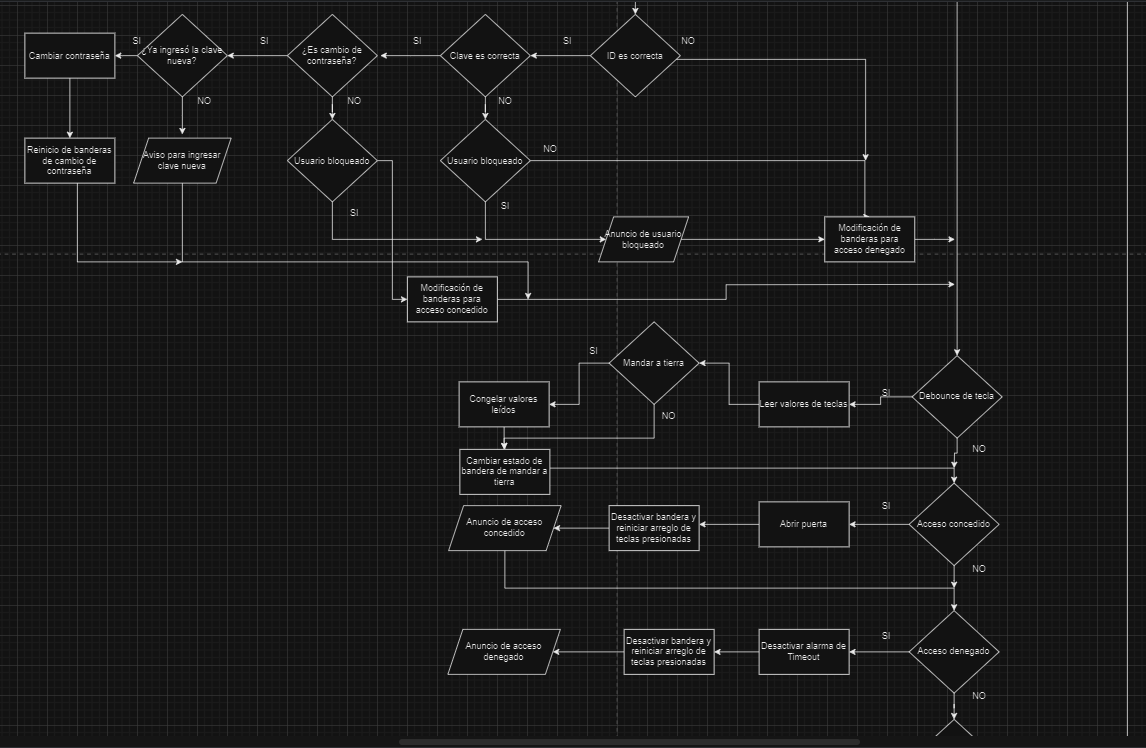 Cambiar contraseña
SI
¿Ya ingresó la clave
nueva?
SI
¿Es cambio de
contraseña?
SI
Clave es correcta
SI
ID es correcta
NO
NO
NO
NO
Reinicio de banderas
de cambio de
contraseña
Aviso para ingresar
clave nueva
Usuario bloqueado
Usuario bloqueado
NO
SI
SI
Anuncio de usuario
bloqueado
Modificación de
banderas para
acceso denegado
Modificación de
banderas para
acceso concedido
SI
Mandar a tierra
NO
Congelar valores
leídos
Leer valores de teclas
SI
Debounce de tecla
NO
Cambiar estado de
bandera de mandar a
tierra
Anuncio de acceso
concedido
Desactivar bandera y
reiniciar arreglo de
teclas presionadas
Abrir puerta
SI
Acceso concedido
NO
Anuncio de acceso
denegado
Desactivar bandera y
reiniciar arreglo de
teclas presionadas
Desactivar alarma de
Timeout
SI
Acceso denegado
NO